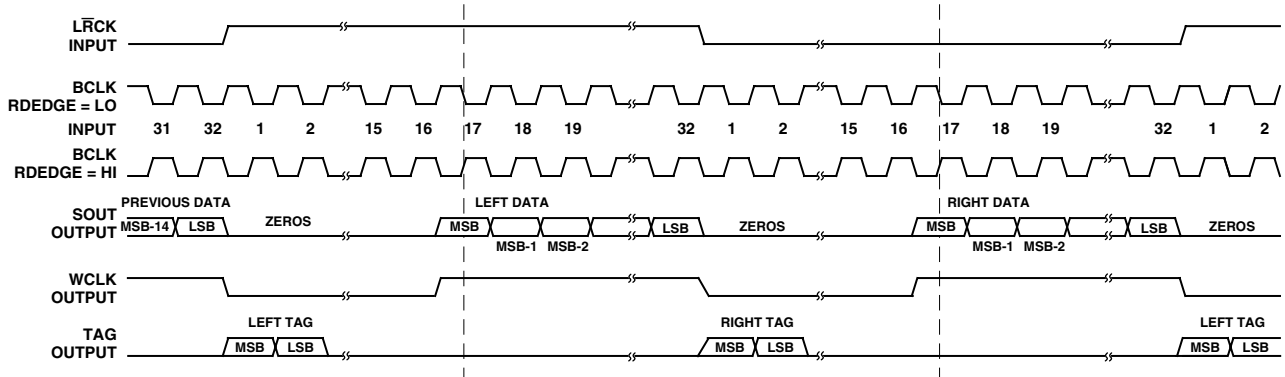 LR̅CK
INPUT
BCLK
RDEDGE = LO
INPUT 31 32 1 2 15 16 17 18 19 32 1 2 15 16 17 18 19 32 1 2
BCLK
RDEDGE = HI
PREVIOUS DATA LEFT DATA RIGHT DATA
SOUT
OUTPUT
MSB-14 LSB ZEROS MSB LSB ZEROS MSB LSB ZEROS
MSB-1 MSB-2 MSB-1 MSB-2
WCLK
OUTPUT
LEFT TAG RIGHT TAG LEFT TAG
TAG
OUTPUT
MSB LSB MSB LSB MSB LSB